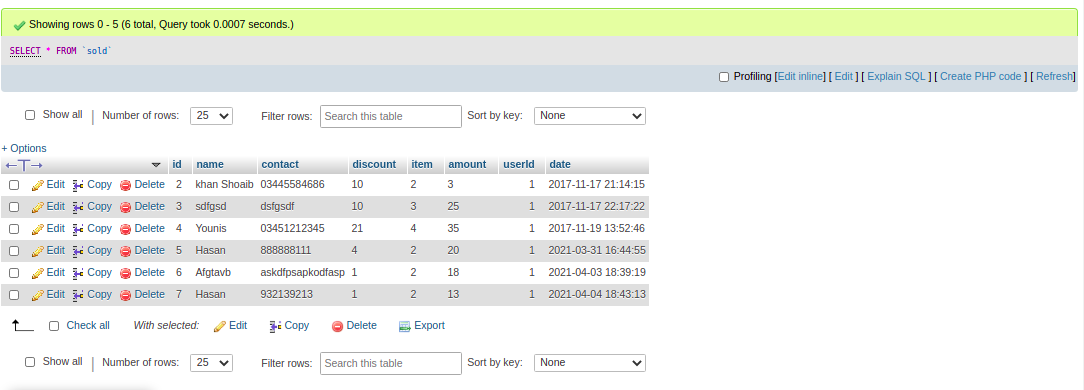 Showing rows 0 - 5 (6 total, Query took 0.0007 seconds.)
SELECT * FROM `sold`
Profiling [Edit inline] [ Edit ] [ Explain SQL ] [ Create PHP code ] [ Refresh]
Show all | Number of rows: 25 Filter rows: Search this table Sort by key: None
+ Options
←T→ id name contact discount item amount userId date
Edit Copy Delete 2 khan Shoaib 03445584686 10 2 3 1 2017-11-17 21:14:15
Edit Copy Delete 3 sdfgsd dsfgsdf 10 3 25 1 2017-11-17 22:17:22
Edit Copy Delete 4 Younis 03451212345 21 4 35 1 2017-11-19 13:52:46
Edit Copy Delete 5 Hasan 888888111 4 2 20 1 2021-03-31 16:44:55
Edit Copy Delete 6 Afgtavb askdfpsapkodfasp 1 2 18 1 2021-04-03 18:39:19
Edit Copy Delete 7 Hasan 932139213 1 2 13 1 2021-04-04 18:43:13
Check all With selected: Edit Copy Delete Export
Show all | Number of rows: 25 Filter rows: Search this table Sort by key: None